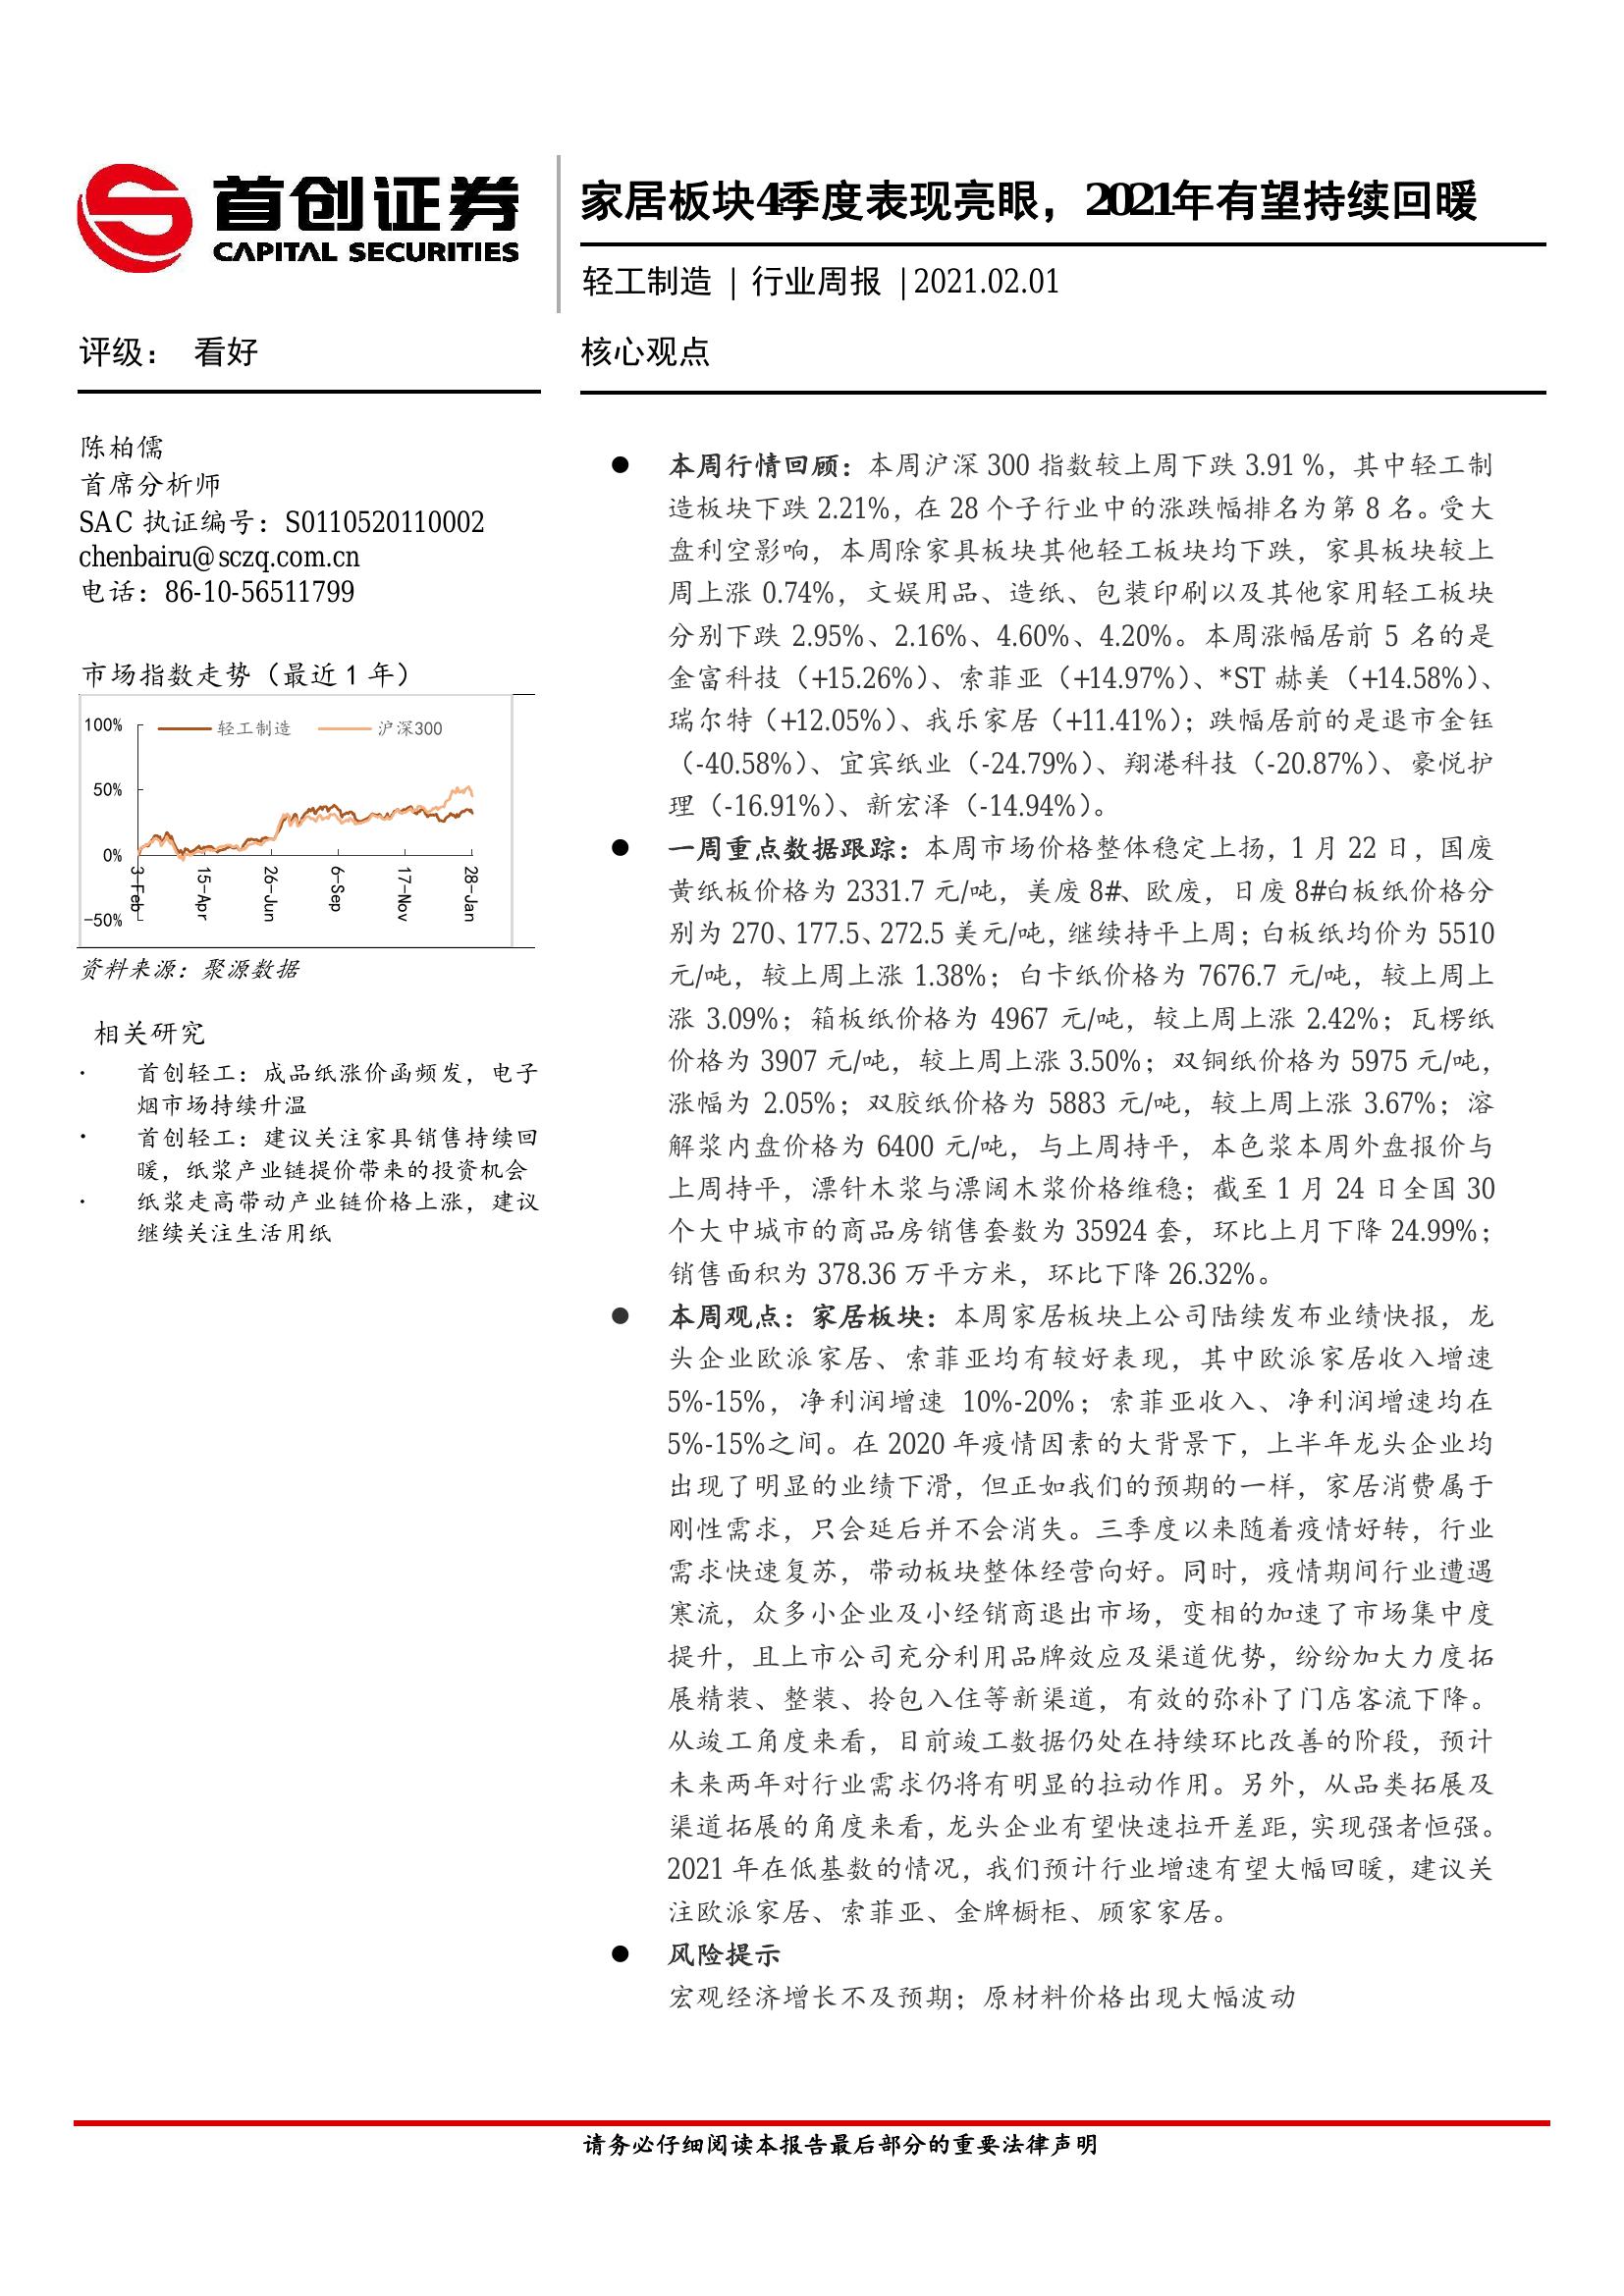 首创证券
CAPITAL SECURITIES
家居板块4季度表现亮眼，2021年有望持续回暖
轻工制造 | 行业周报 | 2021.02.01
评级： 看好
核心观点
陈柏儒
首席分析师
SAC 执证编号：S0110520110002
chenbairu@sczq.com.cn
电话：86-10-56511799
市场指数走势（最近 1 年）
轻工制造 沪深300
100%
50%
0%
-50%
3-Feb 15-Apr 26-Jun 6-Sep 17-Nov 28-Jan
资料来源：聚源数据
相关研究
· 首创轻工：成品纸涨价函频发，电子
烟市场持续升温
· 首创轻工：建议关注家具销售持续回
暖，纸浆产业链提价带来的投资机会
· 纸浆走高带动产业链价格上涨，建议
继续关注生活用纸
● 本周行情回顾：本周沪深 300 指数较上周下跌 3.91 %，其中轻工制
造板块下跌 2.21%，在 28 个子行业中的涨跌幅排名为第 8 名。受大
盘利空影响，本周除家具板块其他轻工板块均下跌，家具板块较上
周上涨 0.74%，文娱用品、造纸、包装印刷以及其他家用轻工板块
分别下跌 2.95%、2.16%、4.60%、4.20%。本周涨幅居前 5 名的是
金富科技（+15.26%）、索菲亚（+14.97%）、*ST 赫美（+14.58%）、
瑞尔特（+12.05%）、我乐家居（+11.41%）；跌幅居前的是退市金钰
（-40.58%）、宜宾纸业（-24.79%）、翔港科技（-20.87%）、豪悦护
理（-16.91%）、新宏泽（-14.94%）。
● 一周重点数据跟踪：本周市场价格整体稳定上扬，1 月 22 日，国废
黄纸板价格为 2331.7 元/吨，美废 8#、欧废，日废 8#白板纸价格分
别为 270、177.5、272.5 美元/吨，继续持平上周；白板纸均价为 5510
元/吨，较上周上涨 1.38%；白卡纸价格为 7676.7 元/吨，较上周上
涨 3.09%；箱板纸价格为 4967 元/吨，较上周上涨 2.42%；瓦楞纸
价格为 3907 元/吨，较上周上涨 3.50%；双铜纸价格为 5975 元/吨，
涨幅为 2.05%；双胶纸价格为 5883 元/吨，较上周上涨 3.67%；溶
解浆内盘价格为 6400 元/吨，与上周持平，本色浆本周外盘报价与
上周持平，漂针木浆与漂阔木浆价格维稳；截至 1 月 24 日全国 30
个大中城市的商品房销售套数为 35924 套，环比上月下降 24.99%；
销售面积为 378.36 万平方米，环比下降 26.32%。
● 本周观点：家居板块：本周家居板块上公司陆续发布业绩快报，龙
头企业欧派家居、索菲亚均有较好表现，其中欧派家居收入增速
5%-15%，净利润增速 10%-20%；索菲亚收入、净利润增速均在
5%-15%之间。在 2020 年疫情因素的大背景下，上半年龙头企业均
出现了明显的业绩下滑，但正如我们的预期的一样，家居消费属于
刚性需求，只会延后并不会消失。三季度以来随着疫情好转，行业
需求快速复苏，带动板块整体经营向好。同时，疫情期间行业遭遇
寒流，众多小企业及小经销商退出市场，变相的加速了市场集中度
提升，且上市公司充分利用品牌效应及渠道优势，纷纷加大力度拓
展精装、整装、拎包入住等新渠道，有效的弥补了门店客流下降。
从竣工角度来看，目前竣工数据仍处在持续环比改善的阶段，预计
未来两年对行业需求仍将有明显的拉动作用。另外，从品类拓展及
渠道拓展的角度来看，龙头企业有望快速拉开差距，实现强者恒强。
2021 年在低基数的情况，我们预计行业增速有望大幅回暖，建议关
注欧派家居、索菲亚、金牌橱柜、顾家家居。
● 风险提示
宏观经济增长不及预期；原材料价格出现大幅波动
请务必仔细阅读本报告最后部分的重要法律声明